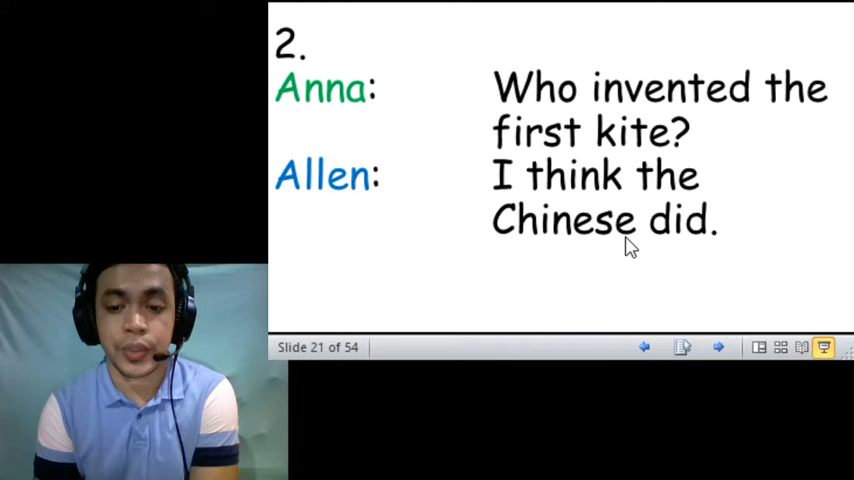 2.
Anna: Who invented the
first kite?
Allen: I think the
Chinese did.
Slide 21 of 54